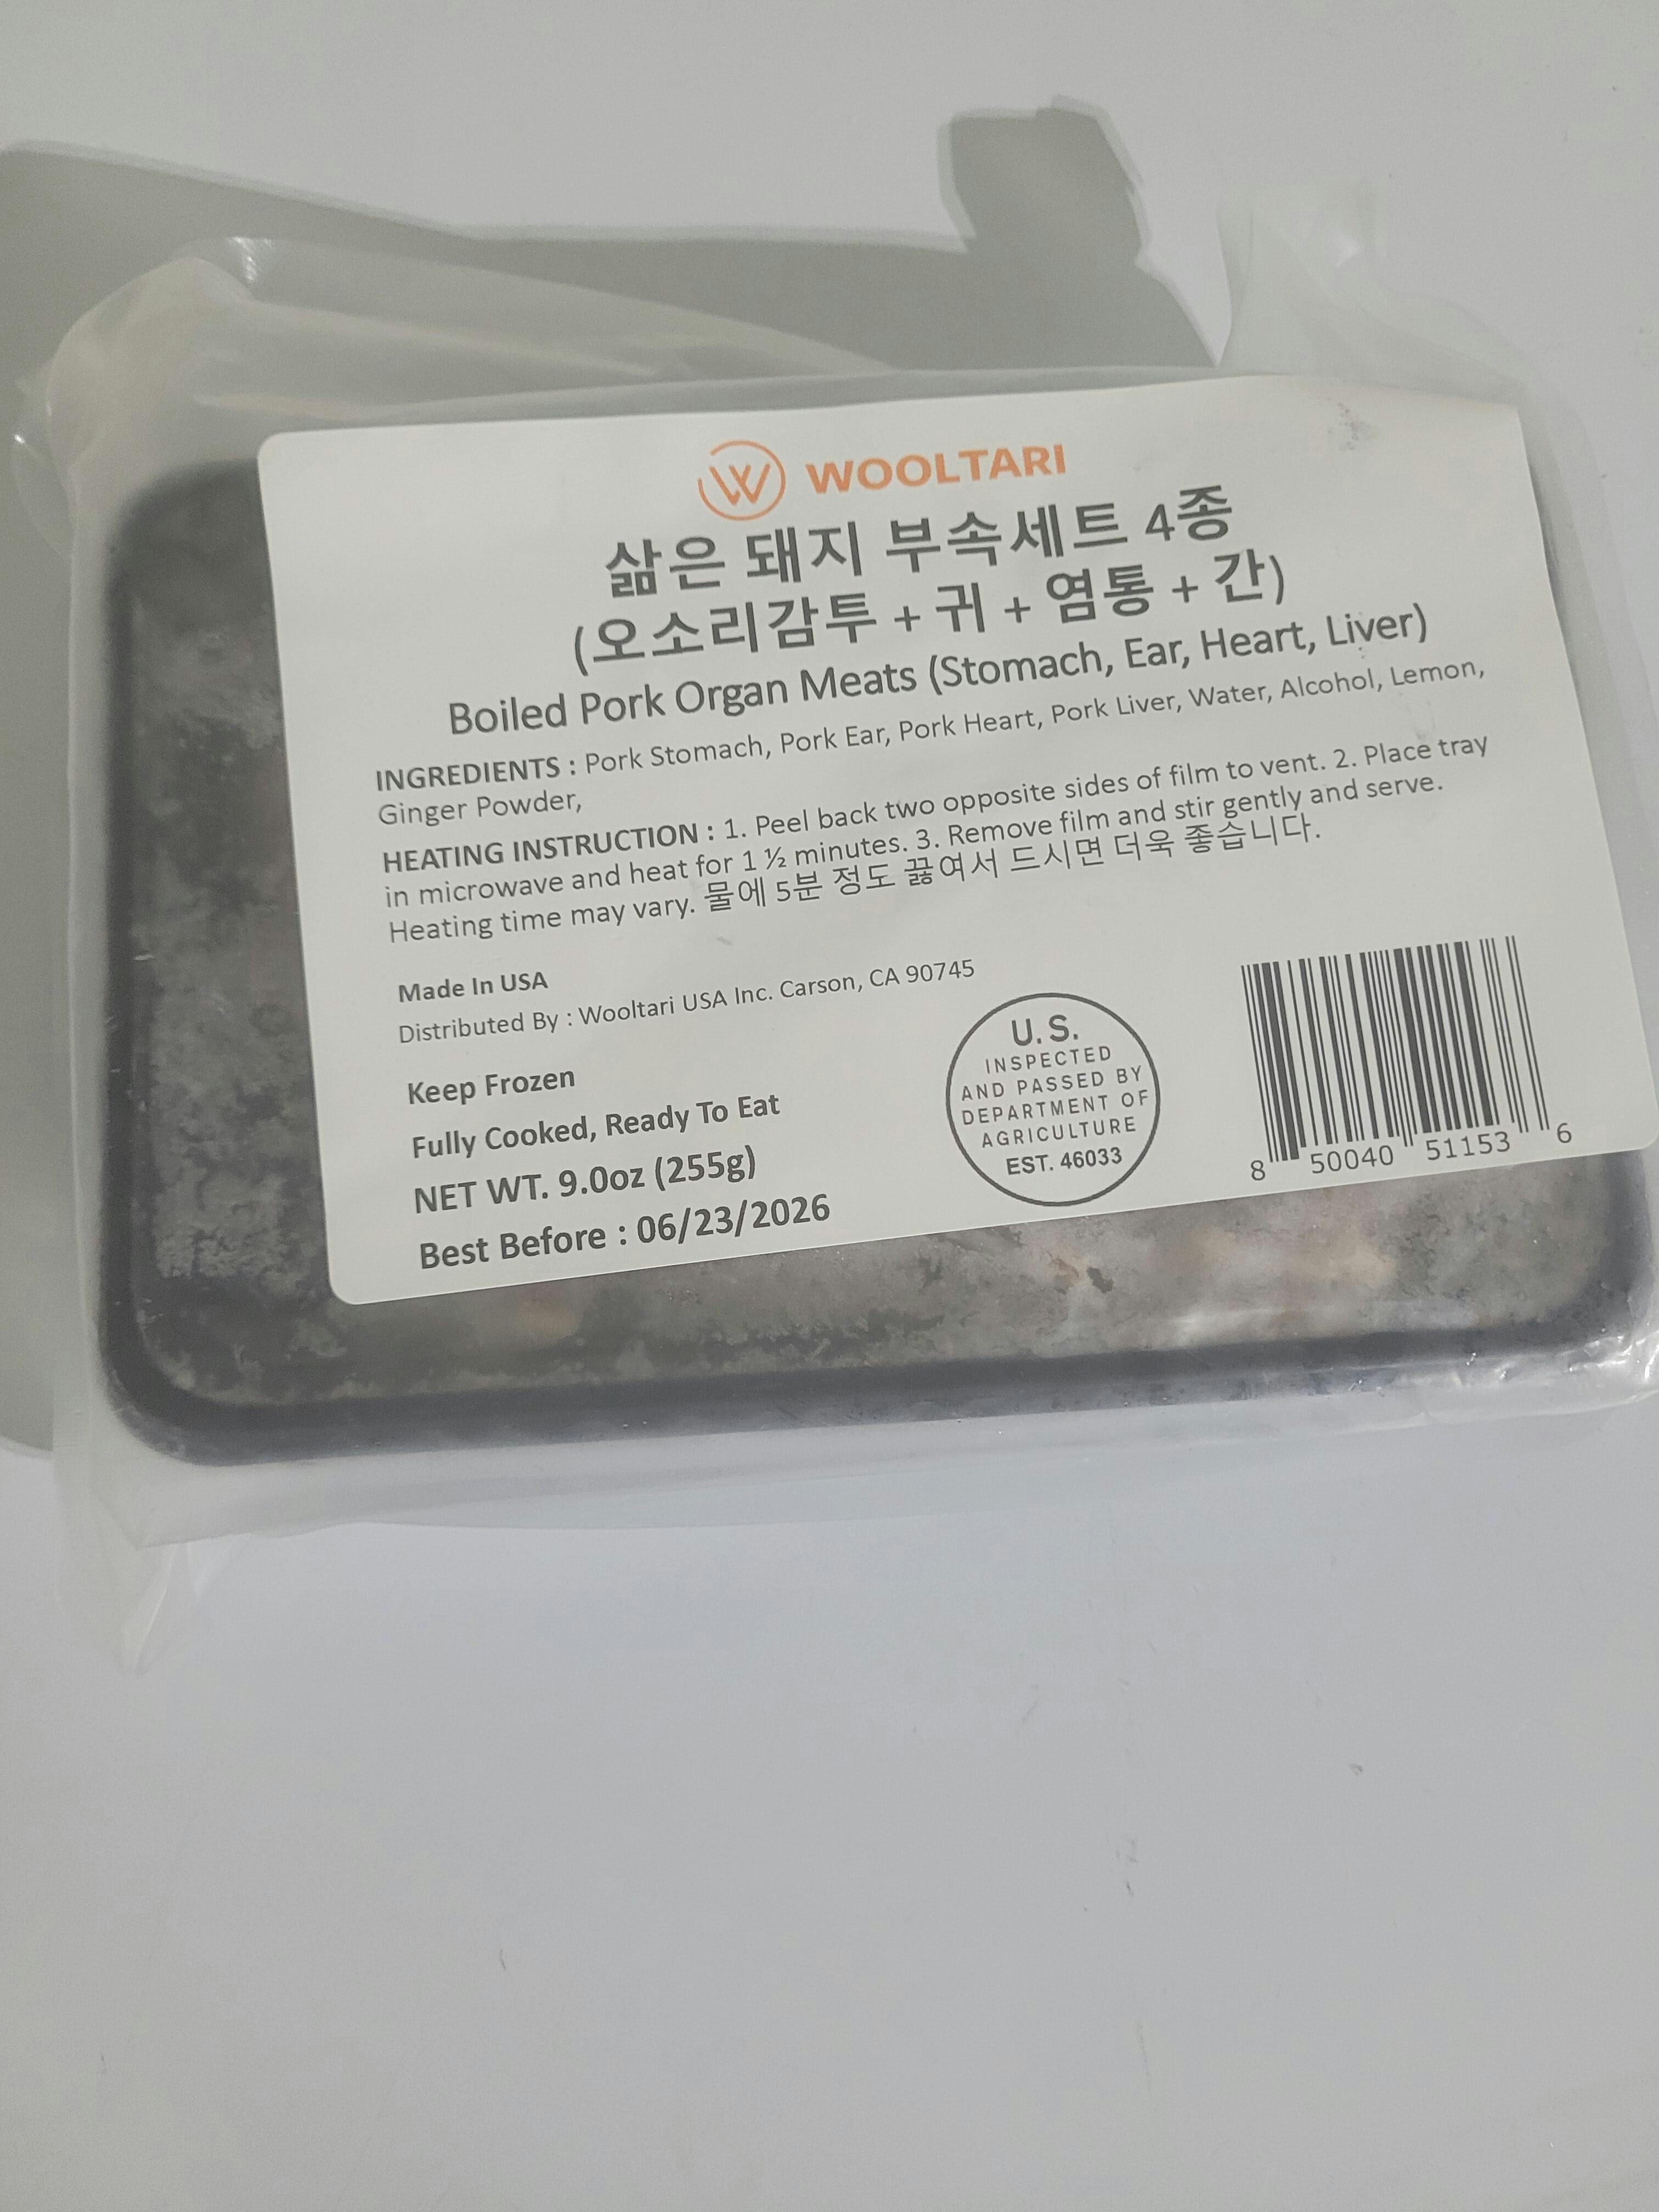 WOOLTARI
삶은 돼지 부속세트 4종
(오소리감투 + 귀 + 염통 + 간)
Boiled Pork Organ Meats (Stomach, Ear, Heart, Liver)
INGREDIENTS : Pork Stomach, Pork Ear, Pork Heart, Pork Liver, Water, Alcohol, Lemon,
Ginger Powder,
HEATING INSTRUCTION : 1. Peel back two opposite sides of film to vent. 2. Place tray
in microwave and heat for 1 ½ minutes. 3. Remove film and stir gently and serve.
Heating time may vary. 물에 5분 정도 끓여서 드시면 더욱 좋습니다.
Made In USA
Distributed By : Wooltari USA Inc. Carson, CA 90745
Keep Frozen
Fully Cooked, Ready To Eat
NET WT. 9.0oz (255g)
Best Before : 06/23/2026
U.S.
INSPECTED
AND PASSED BY
DEPARTMENT OF
AGRICULTURE
EST. 46033
8 50040 51153 6